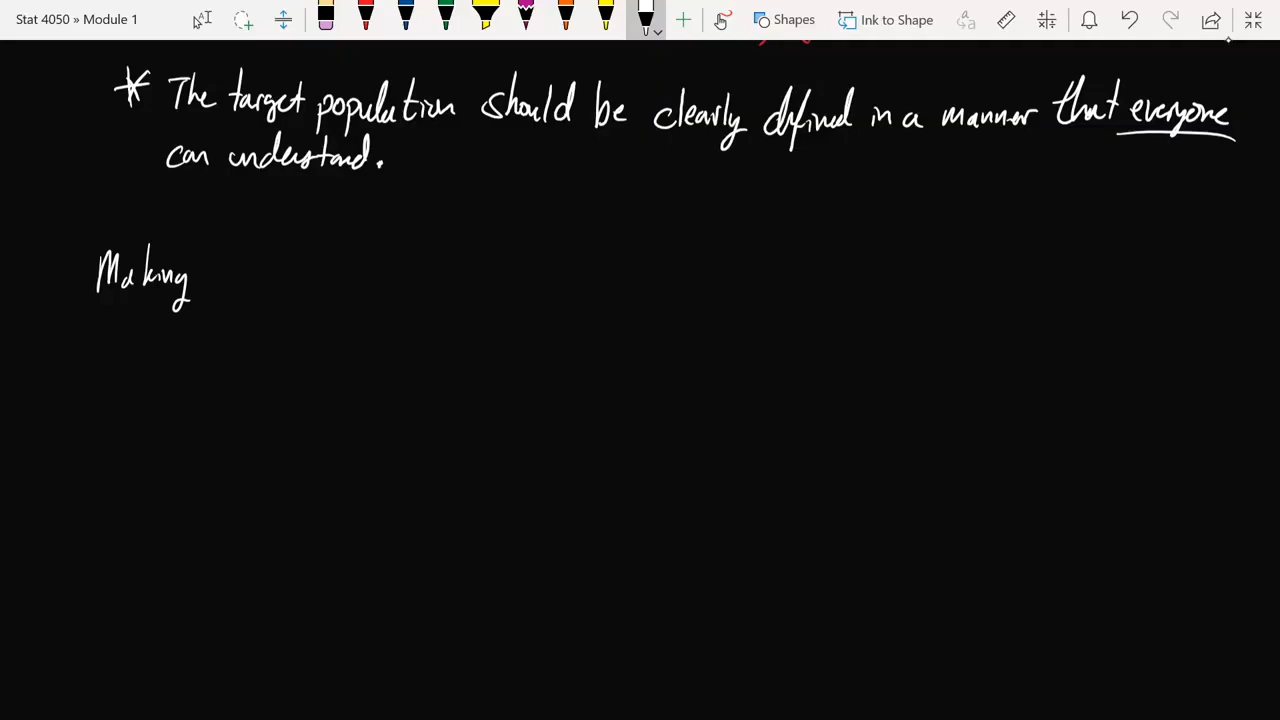 Stat 4050 » Module 1
Shapes
Ink to Shape
* The target population should be clearly defined in a manner that everyone
can understand.
Making